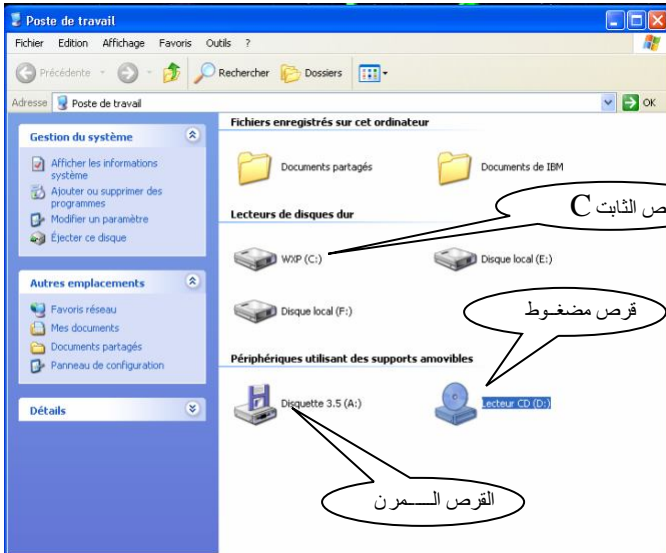 Poste de travail
Fichier Edition Affichage Favoris Outils ?
Précédente Rechercher Dossiers
Adresse Poste de travail OK
Gestion du système
Afficher les informations
système
Ajouter ou supprimer des
programmes
Modifier un paramètre
Éjecter ce disque
Autres emplacements
Favoris réseau
Mes documents
Documents partagés
Panneau de configuration
Détails
Fichiers enregistrés sur cet ordinateur
Documents partagés Documents de IBM
Lecteurs de disques dur
الثابت C
WXP (C:) Disque local (E:)
Disque local (F:)
قرص مضغـوط
Périphériques utilisant des supports amovibles
Disquette 3.5 (A:) Lecteur CD (D:)
القرص الـــمرن